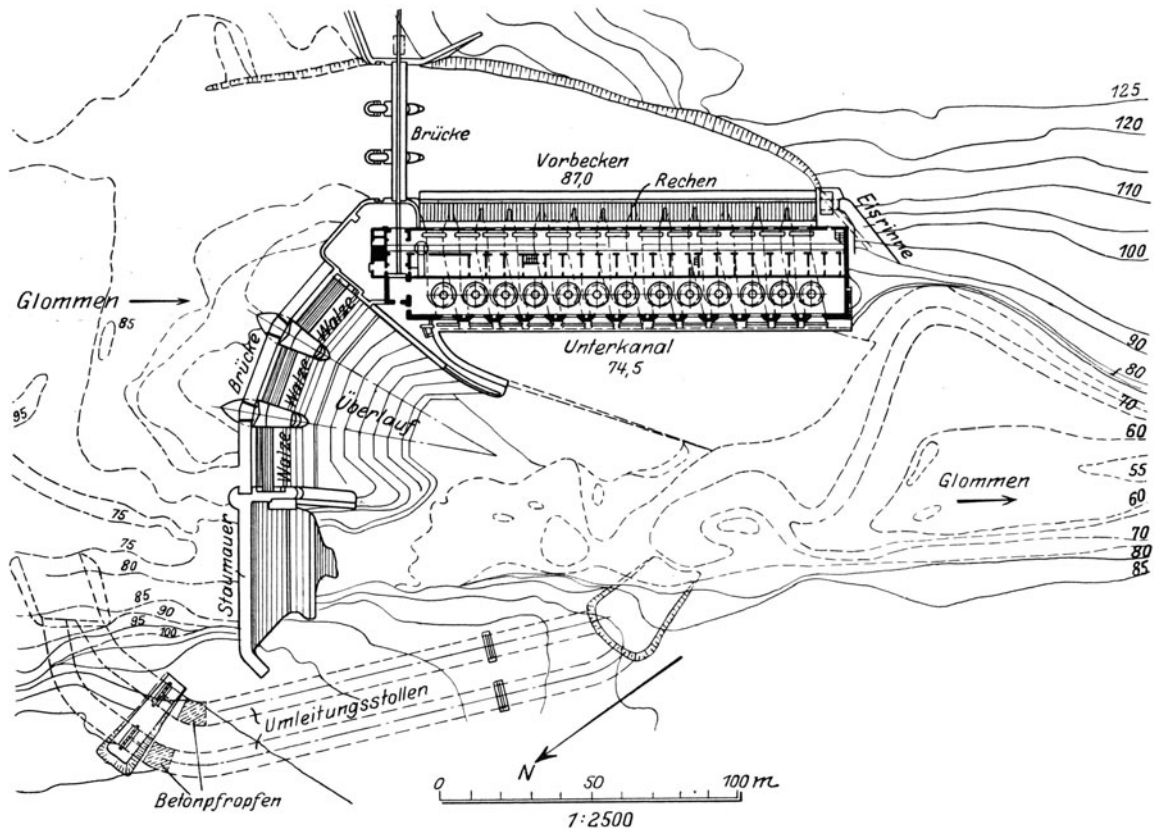 125
120
Brücke
Vorbecken
87,0
Rechen
110
Eisrinne
100
Glommen
85
Walze
Brücke
Walze
Überlauf
Walze
Unterkanal
74,5
90
80
70
95
60
55
Glommen
60
75
75
70
80
80
85
Staumauer
85
90
95
100
Umleitungsstollen
Betonpfropfen
N
0 50 100 m
1:2500